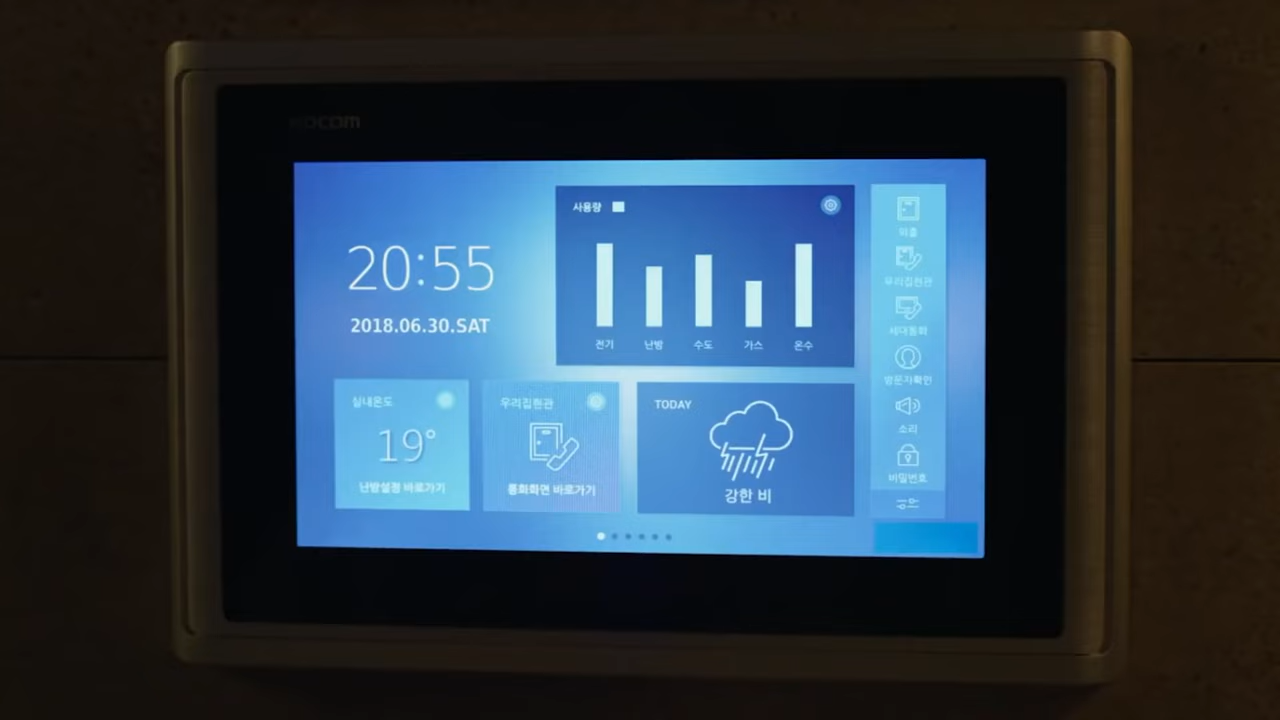 KOCOM
20:55
2018.06.30.SAT
사용량
전기 난방 수도 가스 온수
실내온도
19°
난방설정 바로가기
우리집현관
통화화면 바로가기
TODAY
강한 비
외출
우리집현관
세대통화
방문자확인
소리
비밀번호